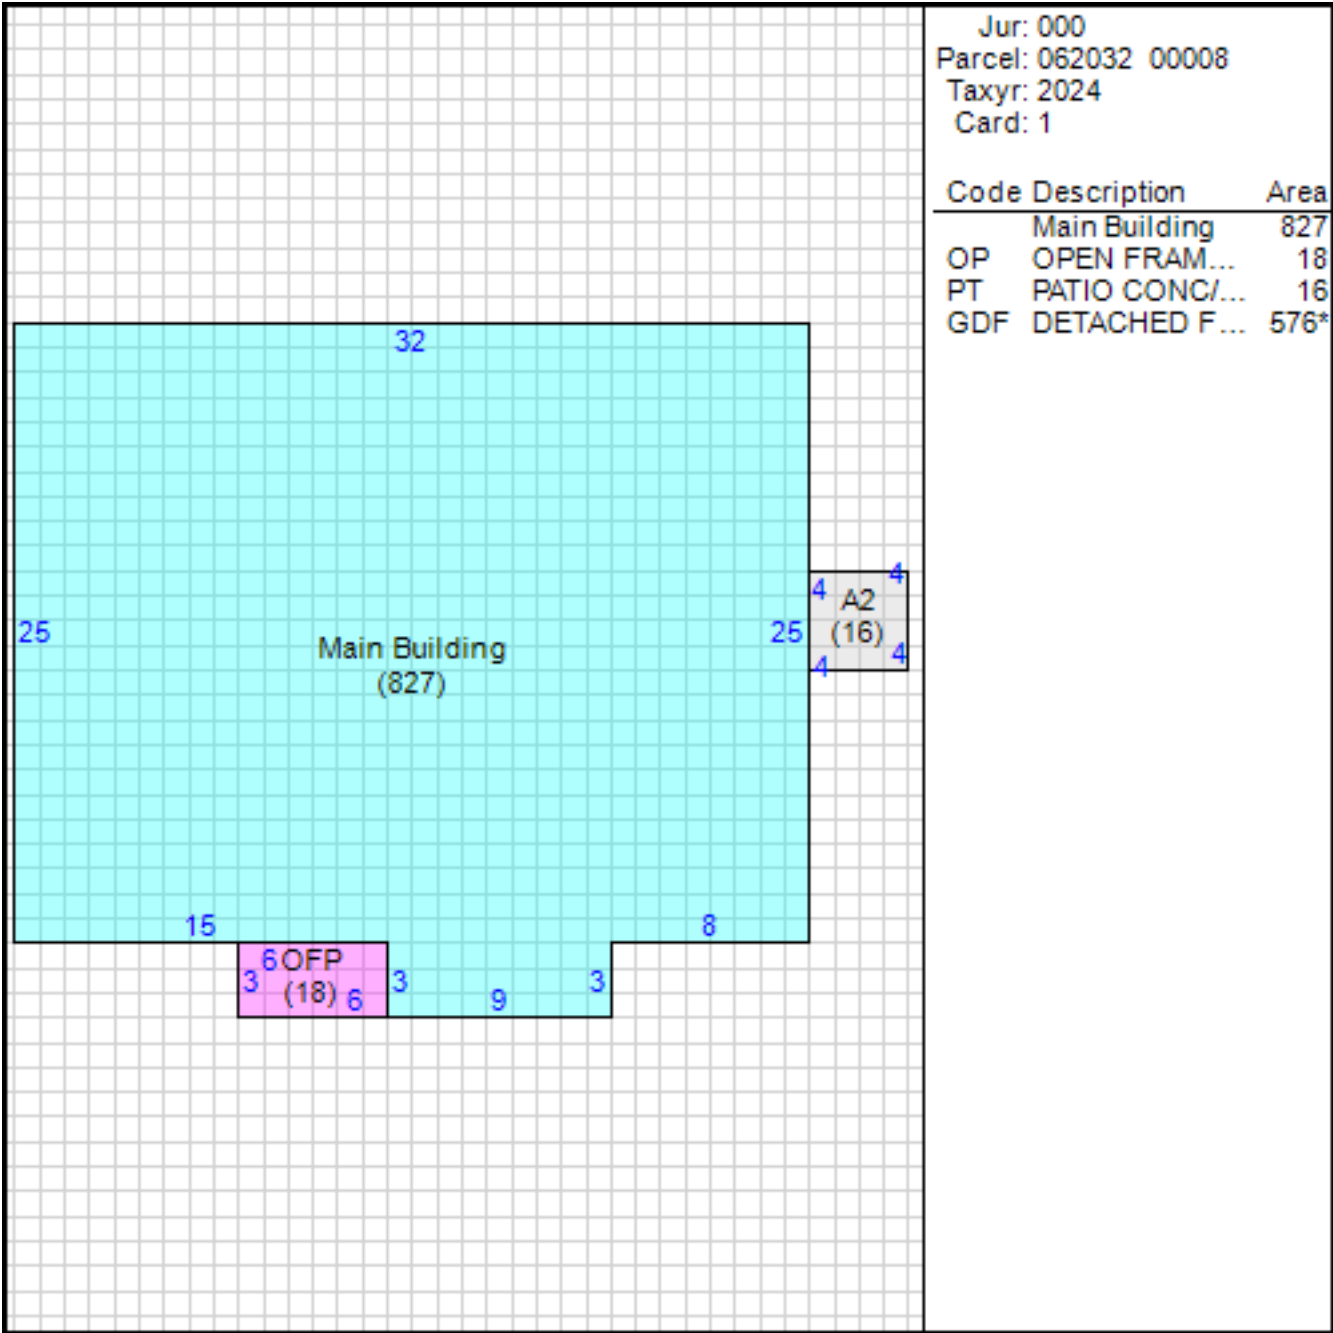 Jur: 000
Parcel: 062032 00008
Taxyr: 2024
Card: 1
Code Description Area
Main Building 827
OP OPEN FRAM... 18
PT PATIO CONC/... 16
GDF DETACHED F... 576*
32
4
4 A2
25 25 (16)
Main Building 4
(827) 4
15 8
6 OFP
3 (18) 6 3 9 3